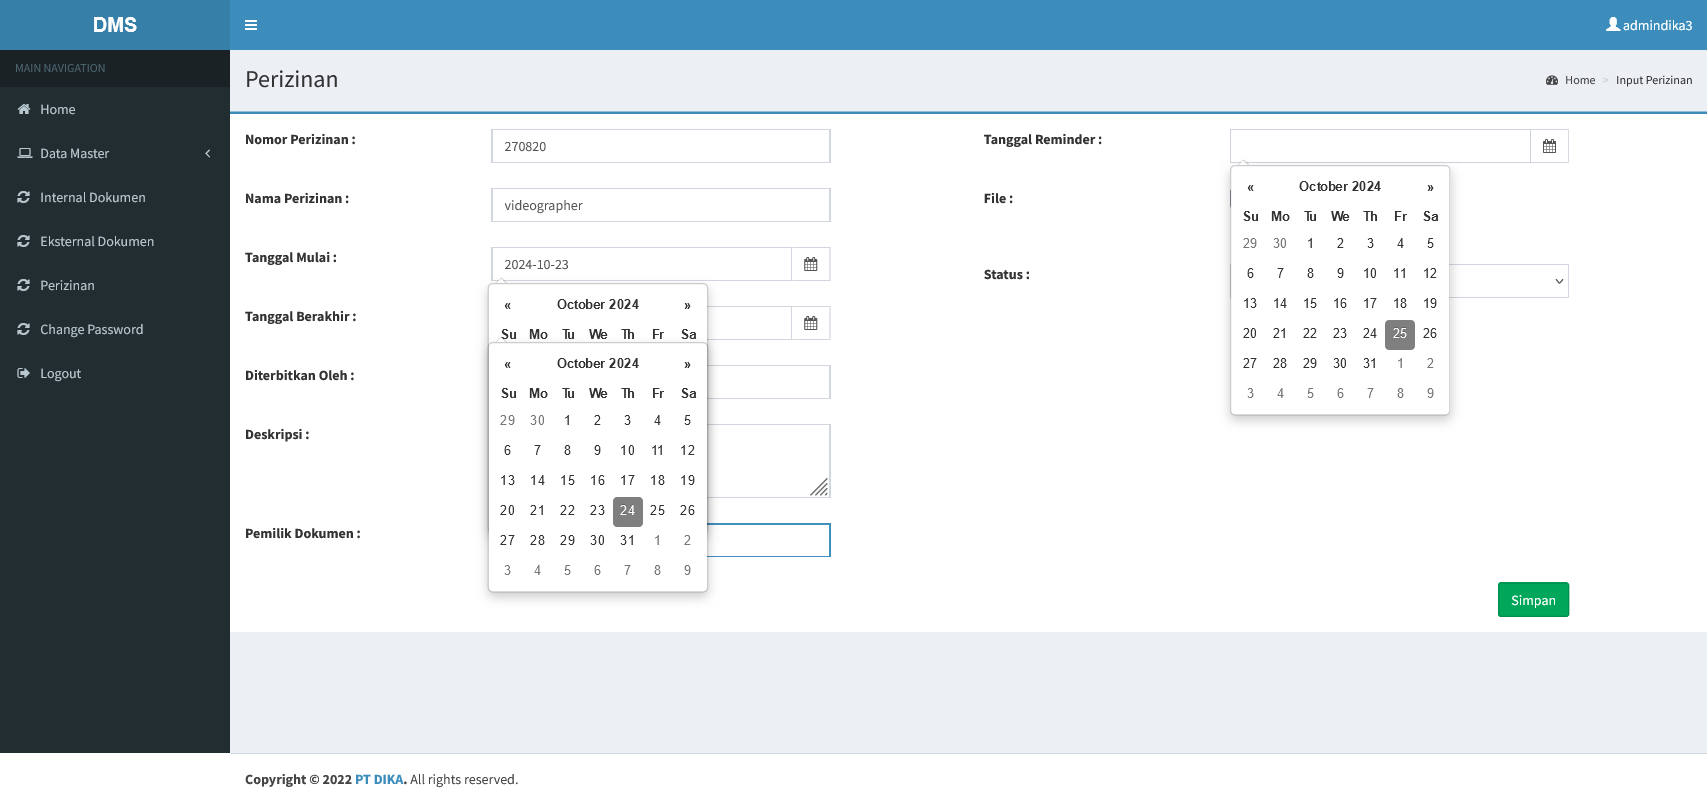 DMS
admindika3
MAIN NAVIGATION
Home
Data Master
Internal Dokumen
Eksternal Dokumen
Perizinan
Change Password
Logout
Perizinan
Home > Input Perizinan
Nomor Perizinan :
270820
Nama Perizinan :
videographer
Tanggal Mulai :
2024-10-23
« October 2024 »
Su Mo Tu We Th Fr Sa
Tanggal Berakhir :
« October 2024 »
Su Mo Tu We Th Fr Sa
29 30 1 2 3 4 5
6 7 8 9 10 11 12
13 14 15 16 17 18 19
20 21 22 23 24 25 26
27 28 29 30 31 1 2
3 4 5 6 7 8 9
Diterbitkan Oleh :
Deskripsi :
Pemilik Dokumen :
Tanggal Reminder :
« October 2024 »
Su Mo Tu We Th Fr Sa
29 30 1 2 3 4 5
6 7 8 9 10 11 12
13 14 15 16 17 18 19
20 21 22 23 24 25 26
27 28 29 30 31 1 2
3 4 5 6 7 8 9
File :
Status :
Simpan
Copyright © 2022 PT DIKA. All rights reserved.